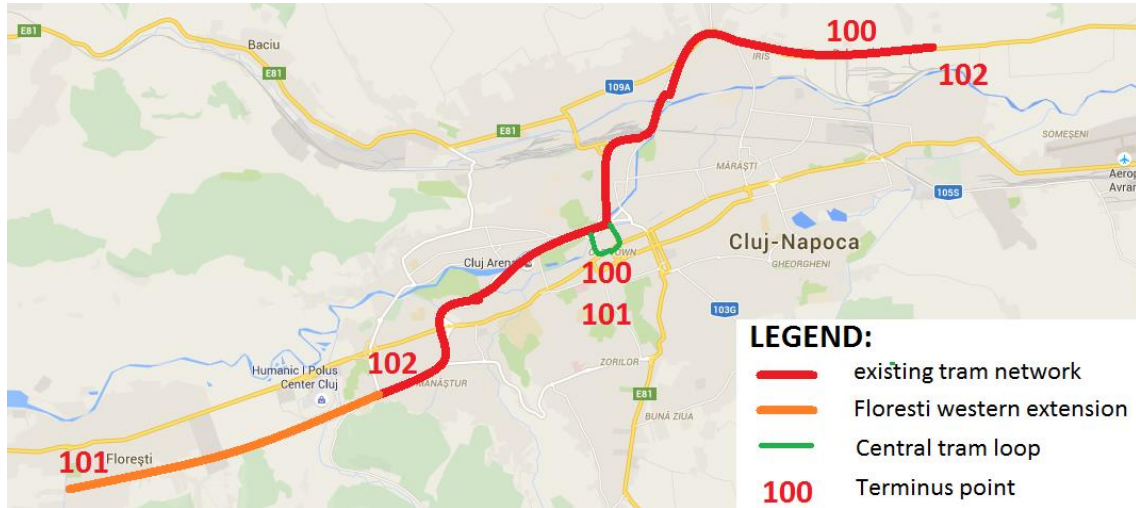 E81
Baciu
E81
109A
E81
100
IRIS
102
SOMEȘENI
MĂRĂȘTI
105S
Aerop
Avran
Cluj-Napoca
Cluj Arena
GHEORGHENI
100
101
103G
ZORILOR
E81
BUNĂ ZIUA
Humanic I Polus
Center Cluj
102
MĂNĂȘTUR
101
Florești
LEGEND:
existing tram network
Floresti western extension
Central tram loop
100 Terminus point